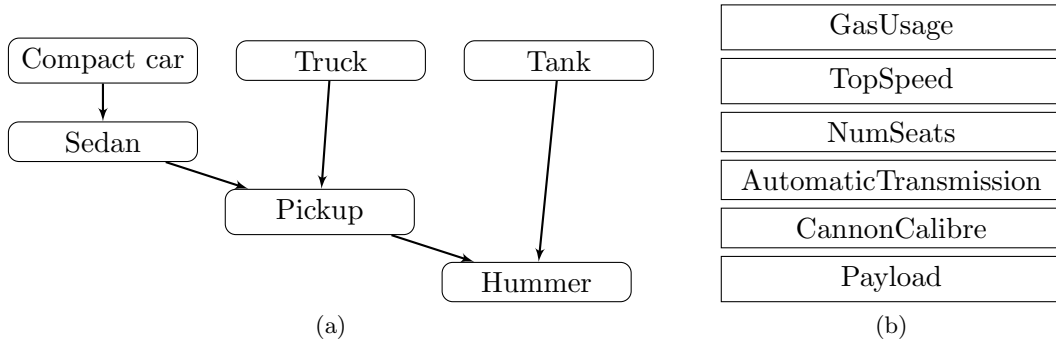 Compact car
Truck
Tank
Sedan
Pickup
Hummer
(a)
GasUsage
TopSpeed
NumSeats
AutomaticTransmission
CannonCalibre
Payload
(b)